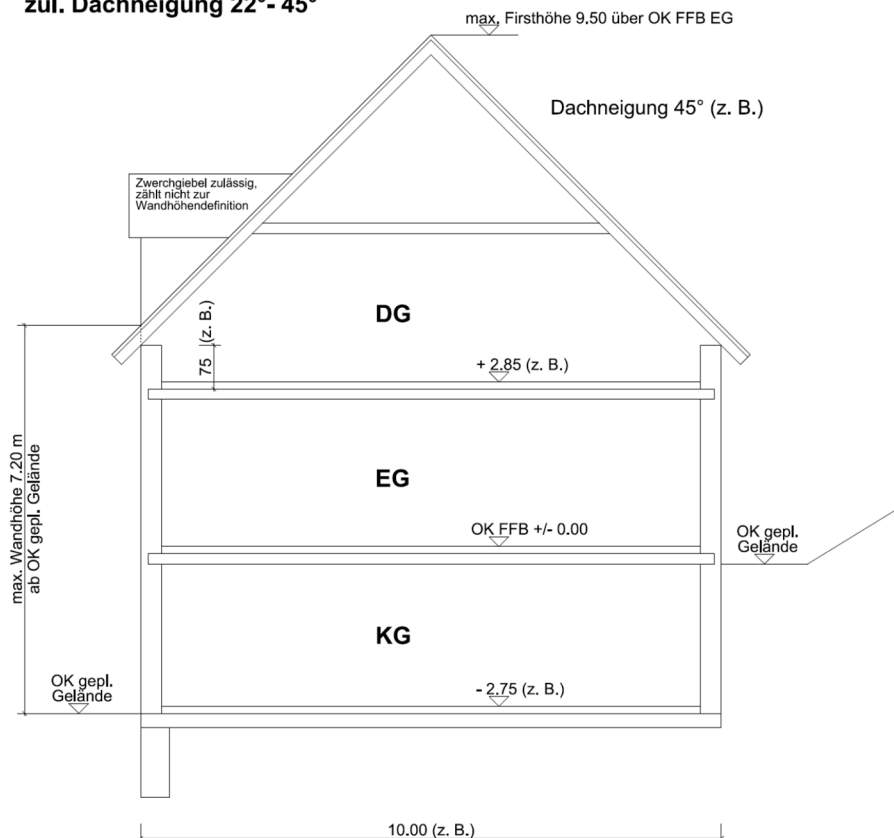 zul. Dachneigung 22°- 45°
max. Firsthöhe 9.50 über OK FFB EG
Dachneigung 45° (z. B.)
Zwerchgiebel zulässig,
zählt nicht zur
Wandhöhendefinition
DG
75 (z. B.)
+ 2.85 (z. B.)
max. Wandhöhe 7.20 m
ab OK gepl. Gelände
EG
OK FFB +/- 0.00
OK gepl.
Gelände
KG
OK gepl.
Gelände
- 2.75 (z. B.)
10.00 (z. B.)